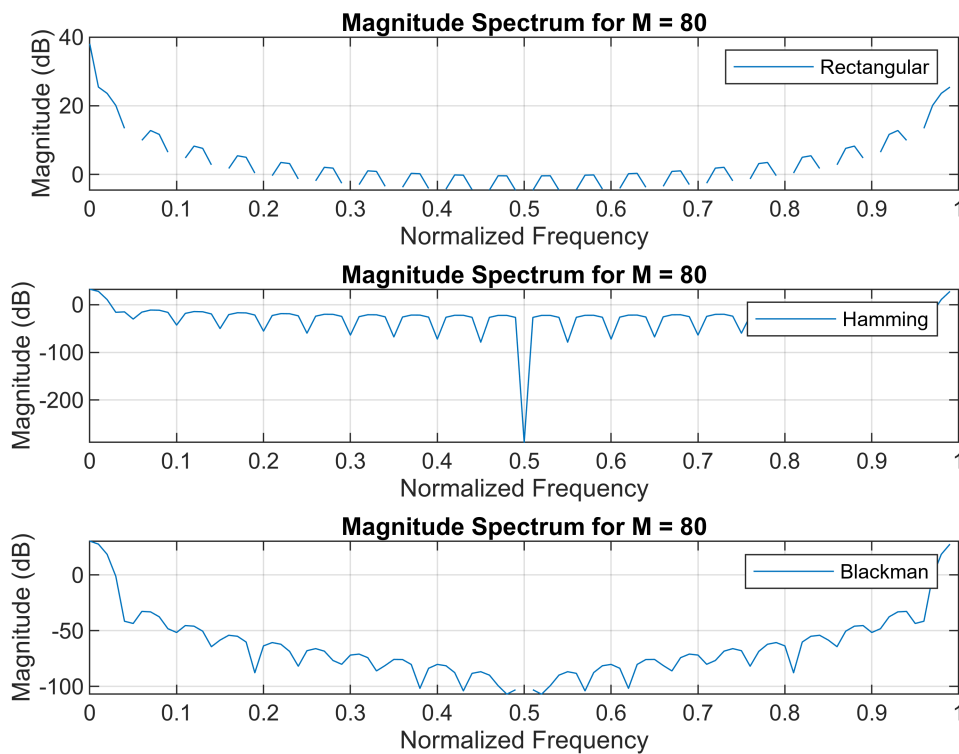 Magnitude Spectrum for M = 80
Magnitude (dB)
40
20
0
Rectangular
0 0.1 0.2 0.3 0.4 0.5 0.6 0.7 0.8 0.9 1
Normalized Frequency
Magnitude Spectrum for M = 80
Magnitude (dB)
0
-100
-200
Hamming
0 0.1 0.2 0.3 0.4 0.5 0.6 0.7 0.8 0.9 1
Normalized Frequency
Magnitude Spectrum for M = 80
Magnitude (dB)
0
-50
-100
Blackman
0 0.1 0.2 0.3 0.4 0.5 0.6 0.7 0.8 0.9 1
Normalized Frequency